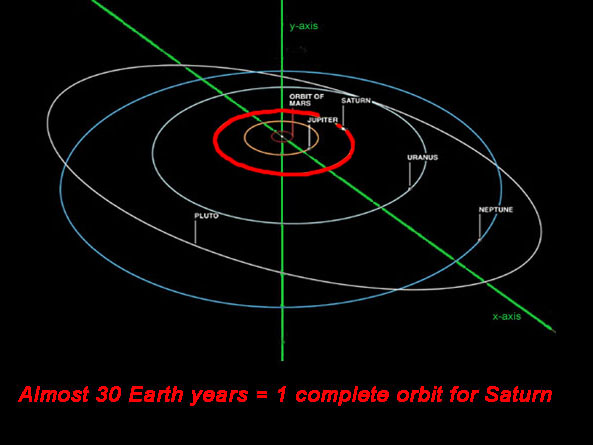 y-axis
ORBIT OF
MARS
SATURN
JUPITER
URANUS
PLUTO
NEPTUNE
x-axis
Almost 30 Earth years = 1 complete orbit for Saturn